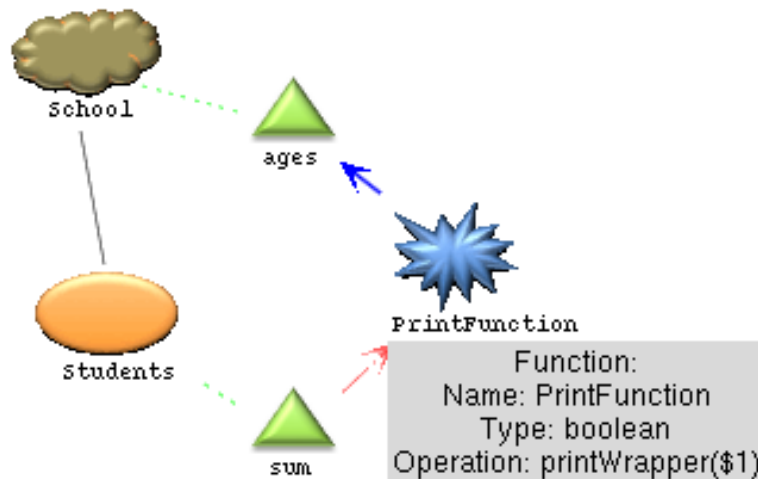 School
ages
PrintFunction
Students
sum
Function:
Name: PrintFunction
Type: boolean
Operation: printWrapper($1)